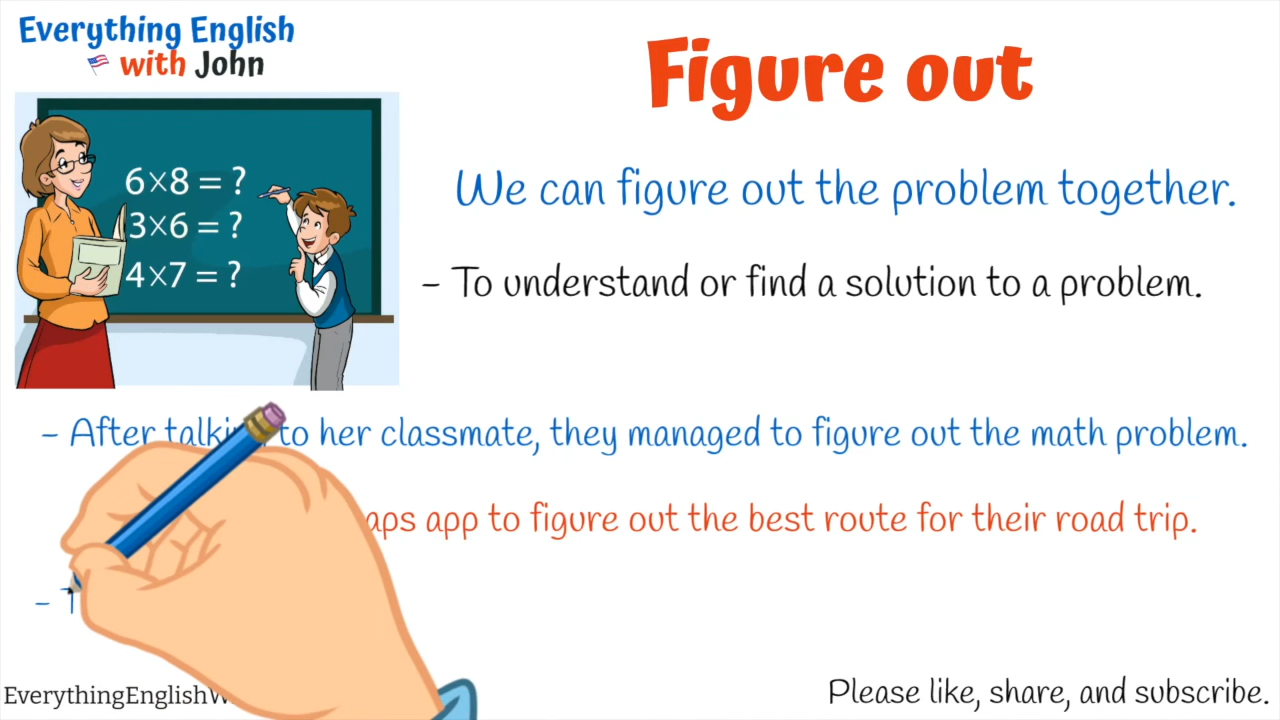 Everything English
with John
Figure out
6×8 = ?
3×6 = ?
4×7 = ?
We can figure out the problem together.
- To understand or find a solution to a problem.
- After talking to her classmate, they managed to figure out the math problem.
app to figure out the best route for their road trip.
EverythingEnglishW
Please like, share, and subscribe.